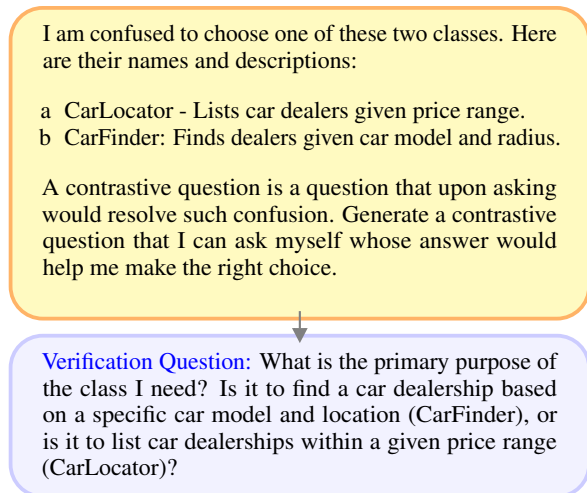 I am confused to choose one of these two classes. Here
are their names and descriptions:
a CarLocator - Lists car dealers given price range.
b CarFinder: Finds dealers given car model and radius.
A contrastive question is a question that upon asking
would resolve such confusion. Generate a contrastive
question that I can ask myself whose answer would
help me make the right choice.
Verification Question: What is the primary purpose of
the class I need? Is it to find a car dealership based
on a specific car model and location (CarFinder), or
is it to list car dealerships within a given price range
(CarLocator)?